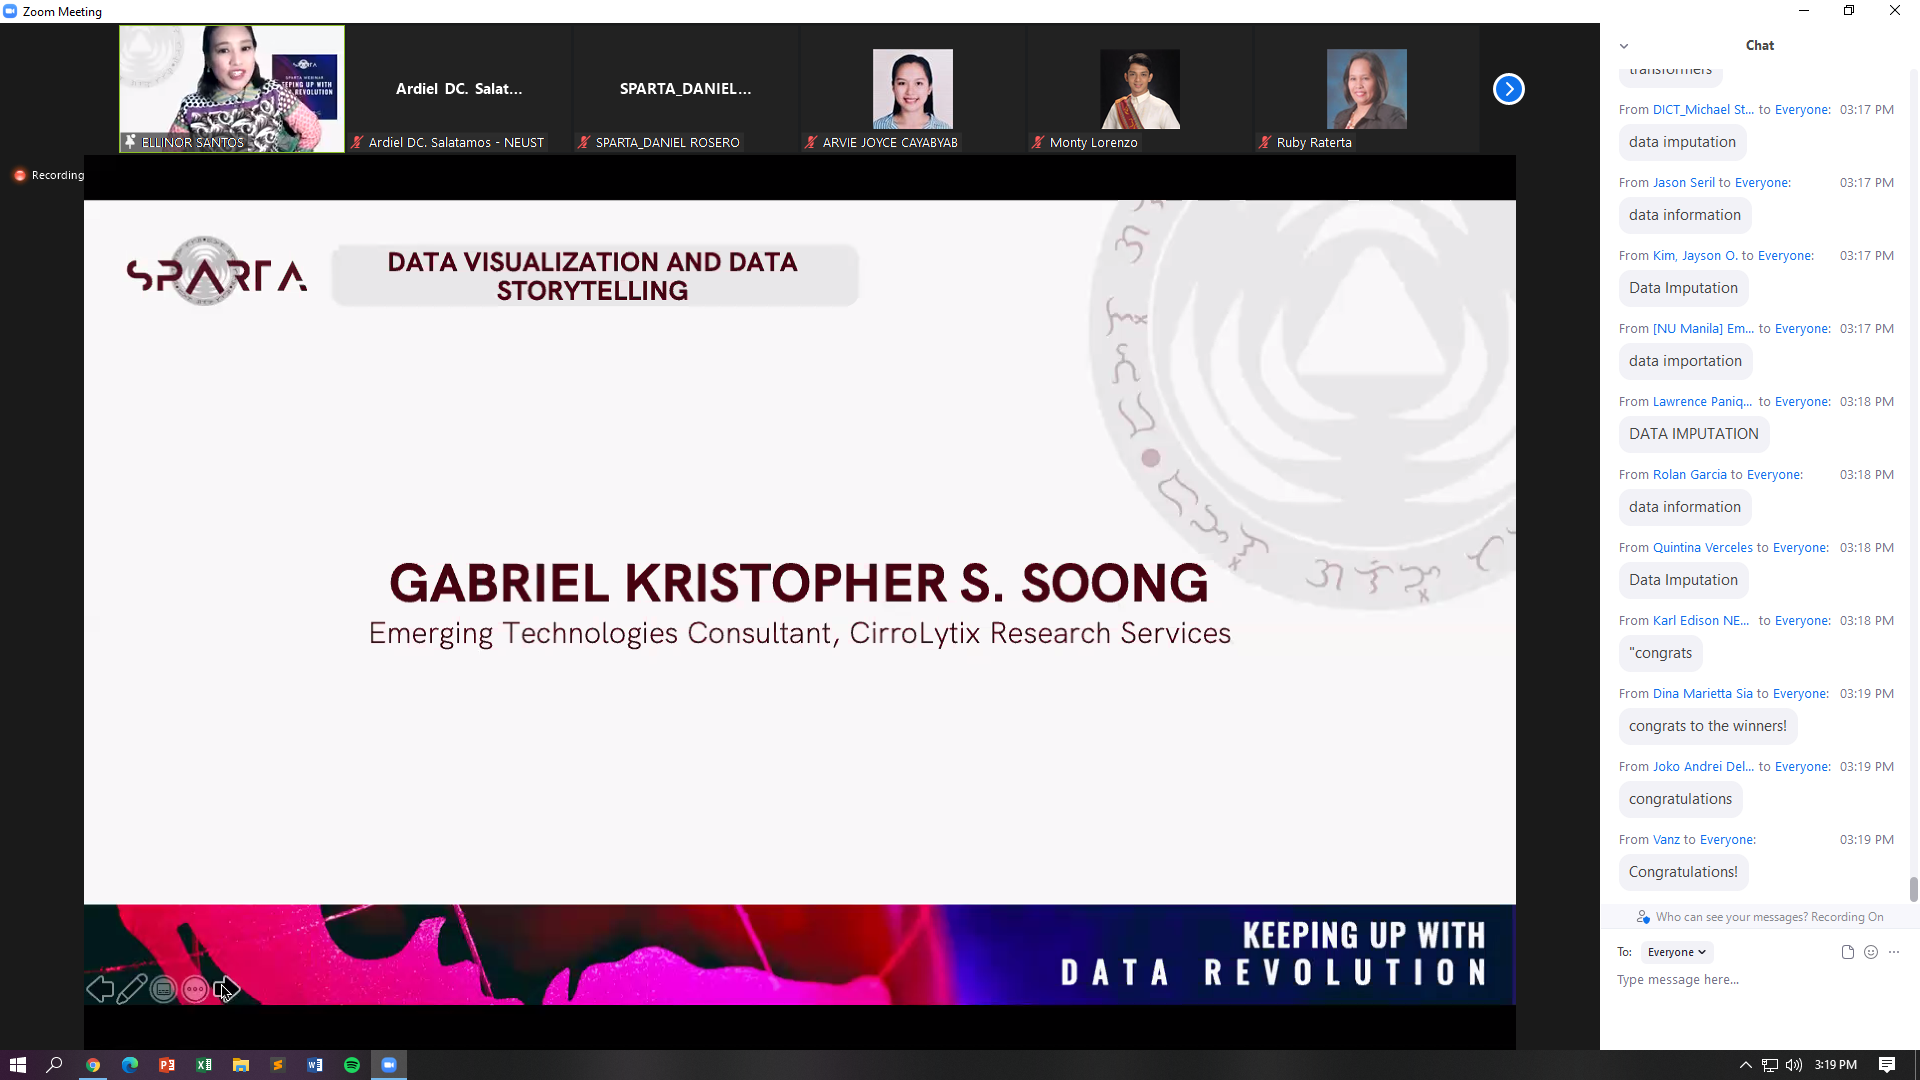 Zoom Meeting
Ardiel DC. Salat...
SPARTA_DANIEL...
ELLINOR SANTOS
Ardiel DC. Salatamos - NEUST
SPARTA_DANIEL ROSERO
ARVIE JOYCE CAYABYAB
Monty Lorenzo
Ruby Raterta
Recording
SPARTA
DATA VISUALIZATION AND DATA
STORYTELLING
GABRIEL KRISTOPHER S. SOONG
Emerging Technologies Consultant, CirroLytix Research Services
KEEPING UP WITH
DATA REVOLUTION
Chat
transformers
From DICT_Michael St... to Everyone: 03:17 PM
data imputation
From Jason Seril to Everyone: 03:17 PM
data information
From Kim, Jayson O. to Everyone: 03:17 PM
Data Imputation
From [NU Manila] Em... to Everyone: 03:17 PM
data importation
From Lawrence Paniq... to Everyone: 03:18 PM
DATA IMPUTATION
From Rolan Garcia to Everyone: 03:18 PM
data information
From Quintina Verceles to Everyone: 03:18 PM
Data Imputation
From Karl Edison NE... to Everyone: 03:18 PM
"congrats
From Dina Marietta Sia to Everyone: 03:19 PM
congrats to the winners!
From Joko Andrei Del... to Everyone: 03:19 PM
congratulations
From Vanz to Everyone: 03:19 PM
Congratulations!
Who can see your messages? Recording On
To: Everyone
Type message here...
3:19 PM